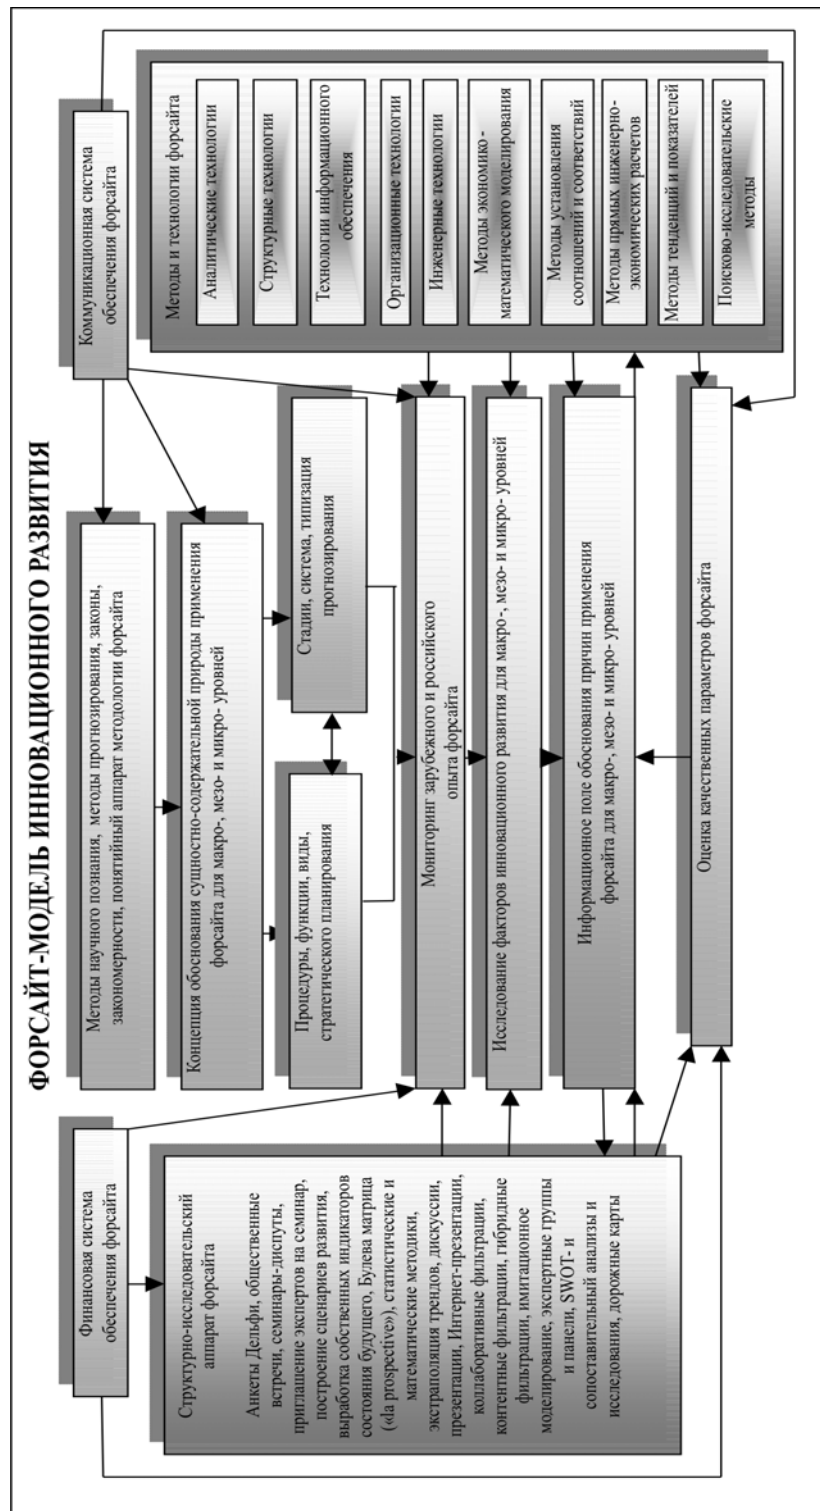 ФОРСАЙТ-МОДЕЛЬ ИННОВАЦИОННОГО РАЗВИТИЯ
Финансовая система
обеспечения форсайта
Методы научного познания, методы прогнозирования, законы,
закономерности, понятийный аппарат методологии форсайта
Коммуникационная система
обеспечения форсайта
Концепция обоснования сущностно-содержательной природы применения
форсайта для макро-, мезо- и микро- уровней
Процедуры, функции, виды,
стратегического планирования
Стадии, система, типизация
прогнозирования
Мониторинг зарубежного и российского
опыта форсайта
Исследование факторов инновационного развития для макро-, мезо- и микро- уровней
Информационное поле обоснования причин применения
форсайта для макро-, мезо- и микро- уровней
Оценка качественных параметров форсайта
Структурно-исследовательский
аппарат форсайта
Анкеты Дельфи, общественные
встречи, семинары-диспуты,
приглашение экспертов на семинар,
построение сценариев развития,
выработка собственных индикаторов
состояния будущего, Булева матрица
(«la prospective»), статистические и
математические методики,
экстраполяция трендов, дискуссии,
презентации, Интернет-презентации,
коллаборативные фильтрации,
контентные фильтрации, гибридные
фильтрации, имитационное
моделирование, экспертные группы
и панели, SWOT- и
сопоставительный анализы и
исследования, дорожные карты
Методы и технологии форсайта
Аналитические технологии
Структурные технологии
Технологии информационного
обеспечения
Организационные технологии
Инженерные технологии
Методы экономико -
математического моделирования
Методы установления
соотношений и соответствий
Методы прямых инженерно-
экономических расчетов
Методы тенденций и показателей
Поисково-исследовательские
методы